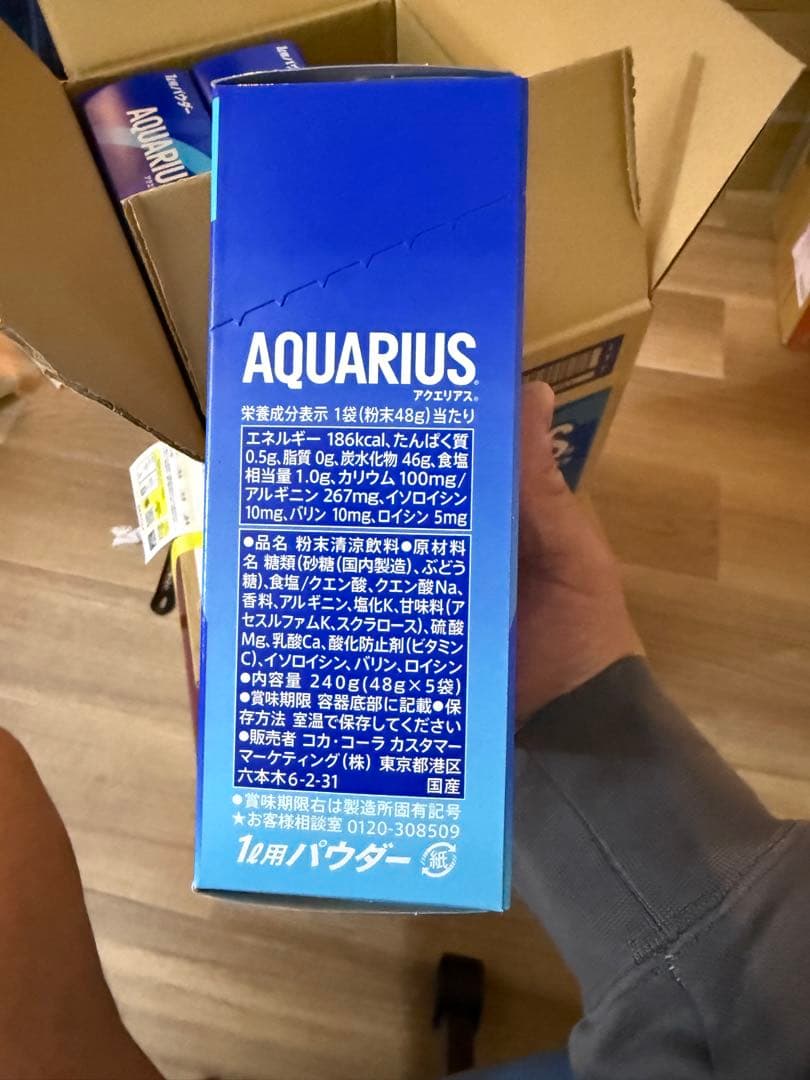 1ℓ用パウダー
AQUARIU
AQUARIUS
アクエリアス
栄養成分表示 1袋(粉末48g)当たり
エネルギー 186kcal、たんぱく質
0.5g、脂質 0g、炭水化物 46g、食塩
相当量 1.0g、カリウム 100mg/
アルギニン 267mg、イソロイシン
10mg、バリン 10mg、ロイシン 5mg
●品名 粉末清涼飲料●原材料
名 糖類(砂糖(国内製造)、ぶどう
糖)、食塩/クエン酸、クエン酸Na、
香料、アルギニン、塩化K、甘味料(ア
セスルファムK、スクラロース)、硫酸
Mg、乳酸Ca、酸化防止剤(ビタミン
C)、イソロイシン、バリン、ロイシン
●内容量 240g(48g×5袋)
●賞味期限 容器底部に記載●保
存方法 室温で保存してください
●販売者 コカ・コーラ カスタマー
マーケティング(株) 東京都港区
六本木6-2-31 国産
●賞味期限右は製造所固有記号
★お客様相談室 0120-308509
1ℓ用パウダー 紙